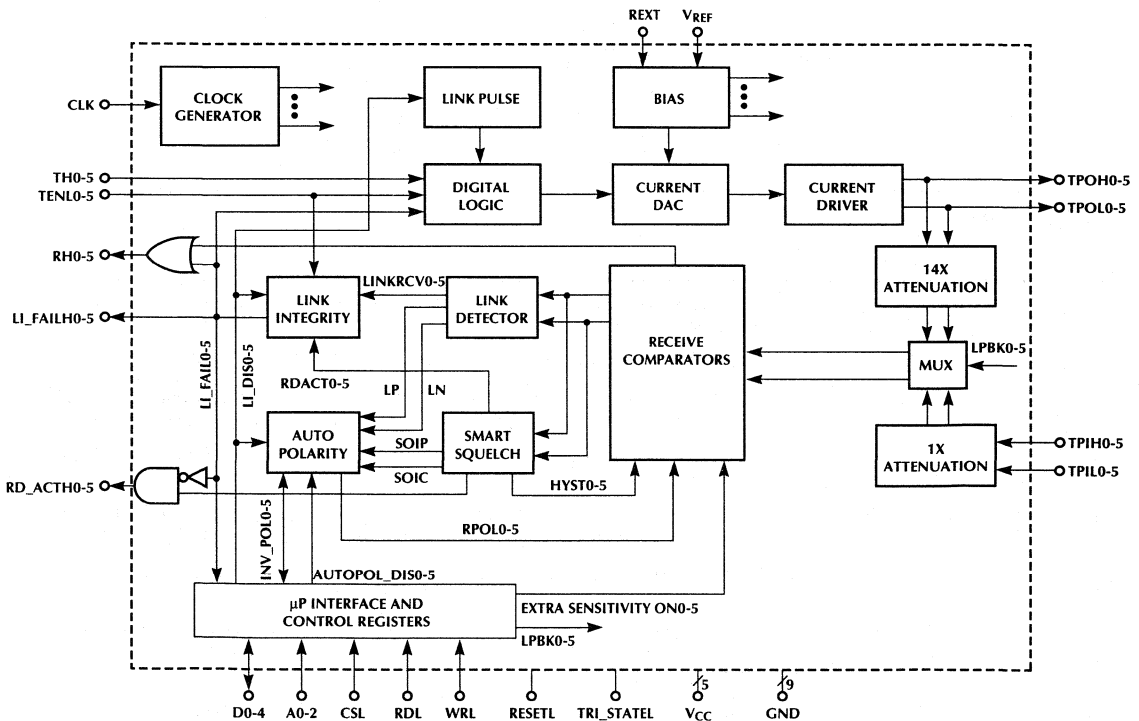 REXT
VREF
CLK
CLOCK
GENERATOR
LINK PULSE
BIAS
TH0-5
TENL0-5
DIGITAL
LOGIC
CURRENT
DAC
CURRENT
DRIVER
TPOH0-5
TPOL0-5
RH0-5
LI_FAILH0-5
LINK
INTEGRITY
LINKRCV0-5
LINK
DETECTOR
RECEIVE
COMPARATORS
14X
ATTENUATION
MUX
LPBK0-5
LI_FAIL0-5
LI_DIS0-5
RDACT0-5
LP
LN
AUTO
POLARITY
SOIP
SOIC
SMART
SQUELCH
1X
ATTENUATION
TPIH0-5
TPIL0-5
RD_ACTH0-5
HYST0-5
RPOL0-5
INV_POL0-5
AUTOPOL_DIS0-5
µP INTERFACE AND
CONTROL REGISTERS
EXTRA SENSITIVITY ON0-5
LPBK0-5
5
9
D0-4
A0-2
CSL
RDL
WRL
RESETL
TRI_STATEL
VCC
GND